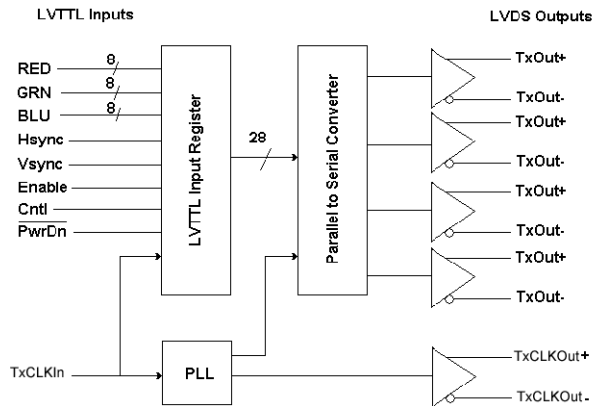 LVTTL Inputs
LVDS Outputs
RED 8
GRN 8
BLU 8
Hsync
Vsync
Enable
Cntl
PwrDn
LVTTL Input Register
28
Parallel to Serial Converter
TxOut+
TxOut-
TxOut+
TxOut-
TxOut+
TxOut-
TxOut+
TxOut-
TxCLKIn
PLL
TxCLKOut+
TxCLKOut-